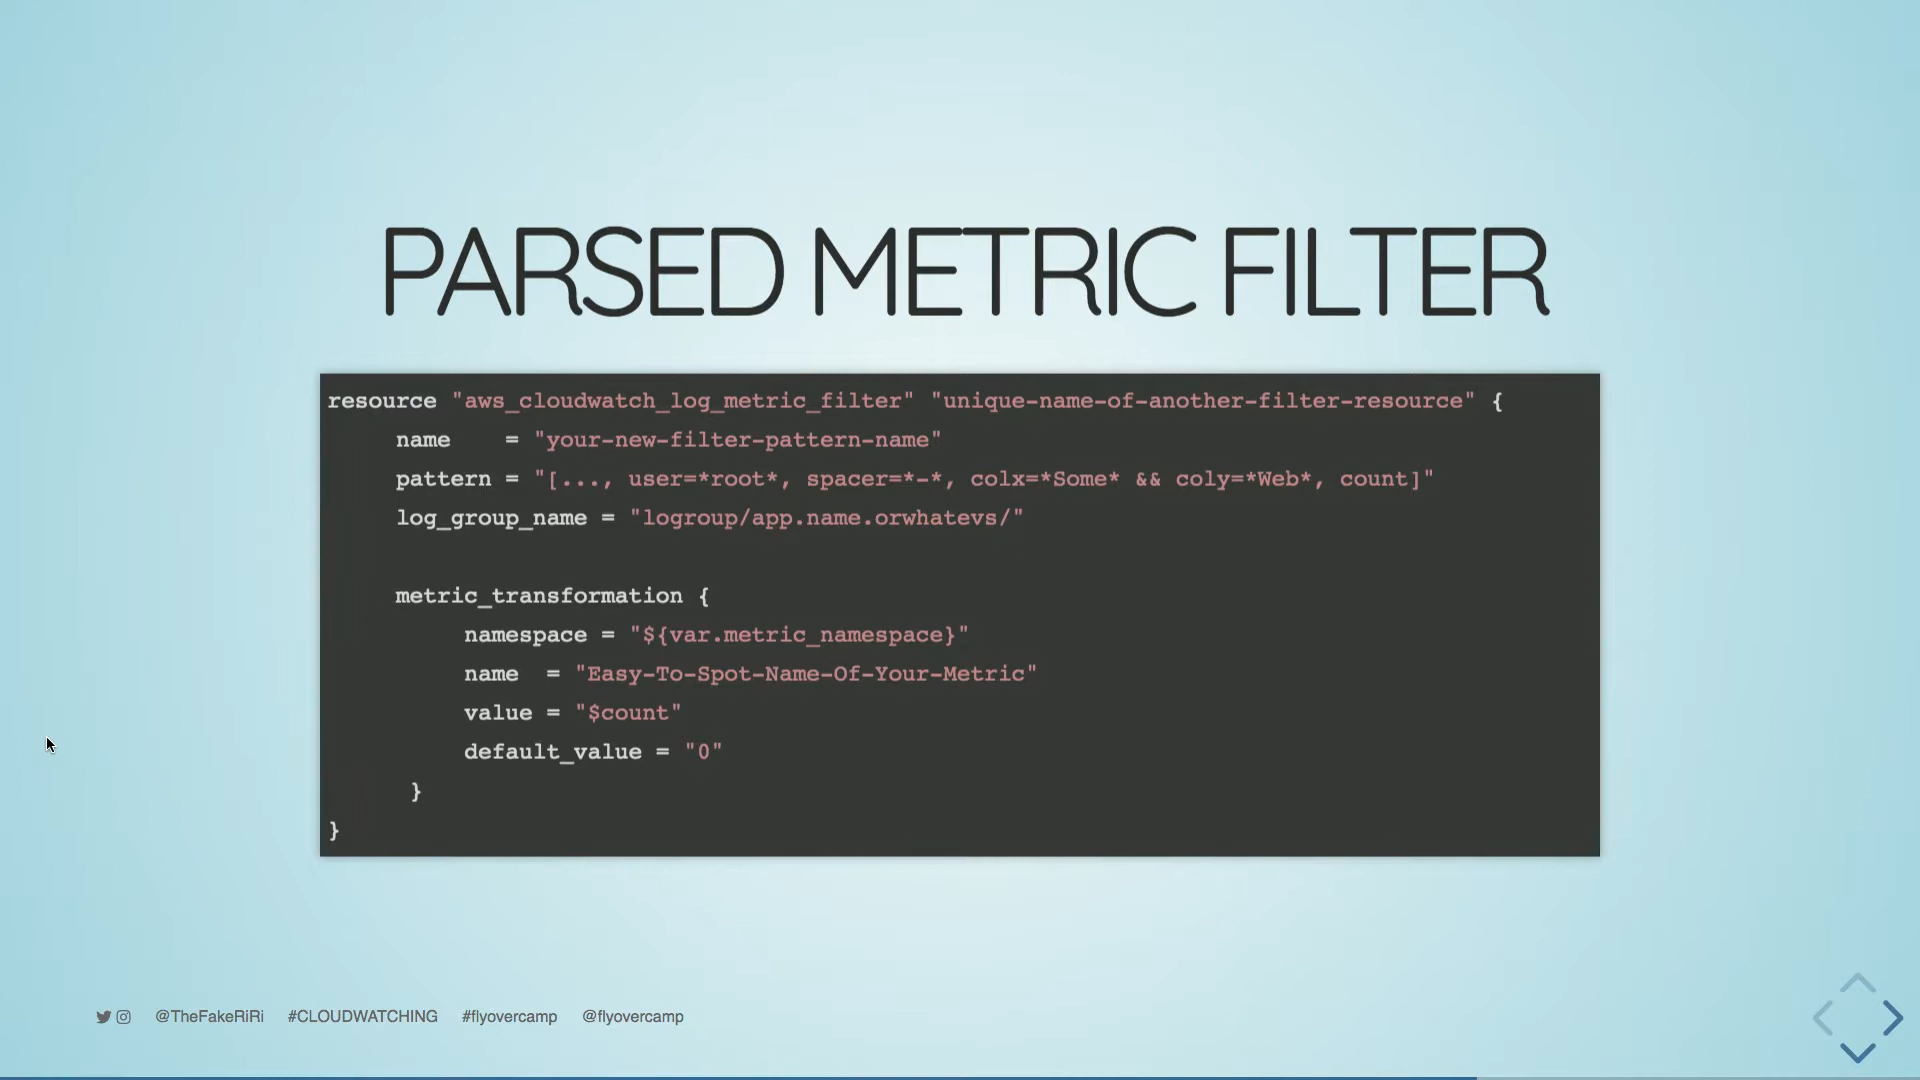 PARSED METRIC FILTER
resource "aws_cloudwatch_log_metric_filter" "unique-name-of-another-filter-resource" {
name = "your-new-filter-pattern-name"
pattern = "[..., user=*root*, spacer=*-*, colx=*Some* && coly=*Web*, count]"
log_group_name = "logroup/app.name.orwhatevs/"
metric_transformation {
namespace = "${var.metric_namespace}"
name = "Easy-To-Spot-Name-Of-Your-Metric"
value = "$count"
default_value = "0"
}
}
@TheFakeRiRi #CLOUDWATCHING #flyovercamp @flyovercamp